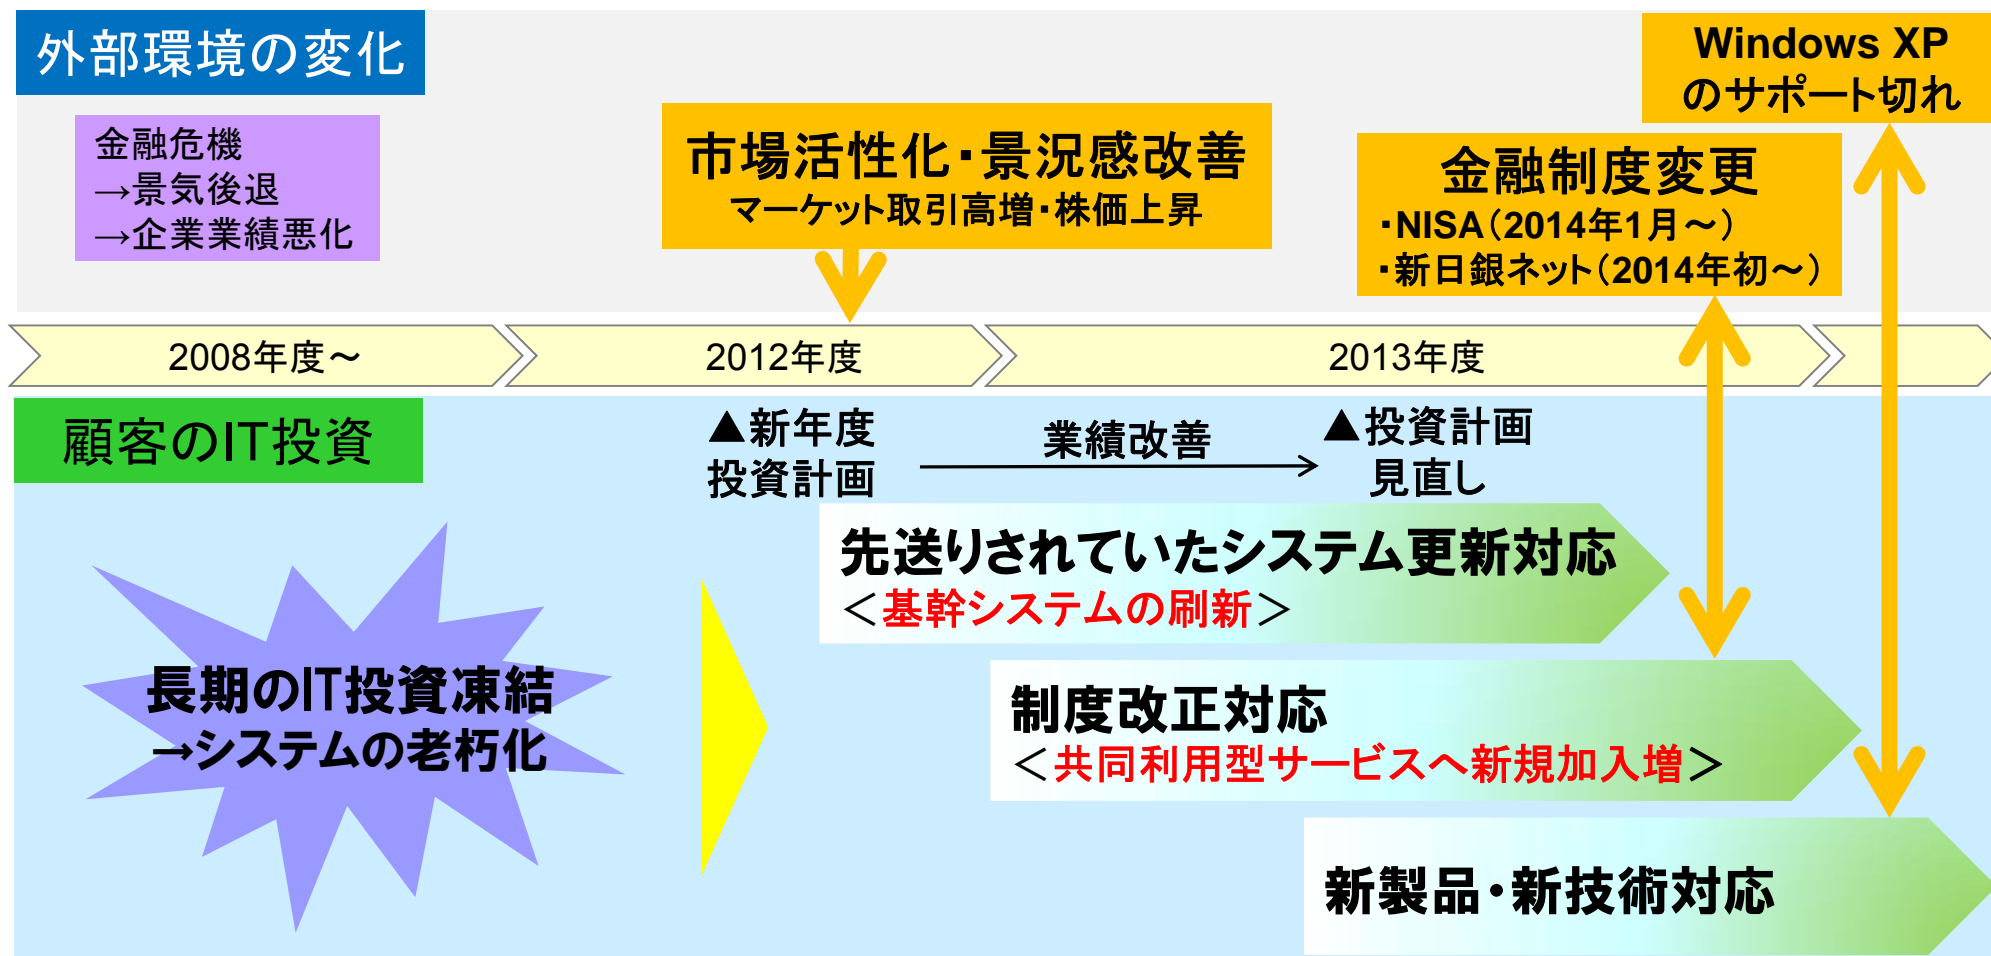 外部環境の変化
Windows XP
のサポート切れ
金融危機
→景気後退
→企業業績悪化
市場活性化・景況感改善
マーケット取引高増・株価上昇
金融制度変更
・NISA（2014年1月～）
・新日銀ネット（2014年初～）
2008年度～
2012年度
2013年度
顧客のIT投資
▲新年度
投資計画
業績改善
▲投資計画
見直し
先送りされていたシステム更新対応
＜基幹システムの刷新＞
長期のIT投資凍結
→システムの老朽化
制度改正対応
＜共同利用型サービスへ新規加入増＞
新製品・新技術対応